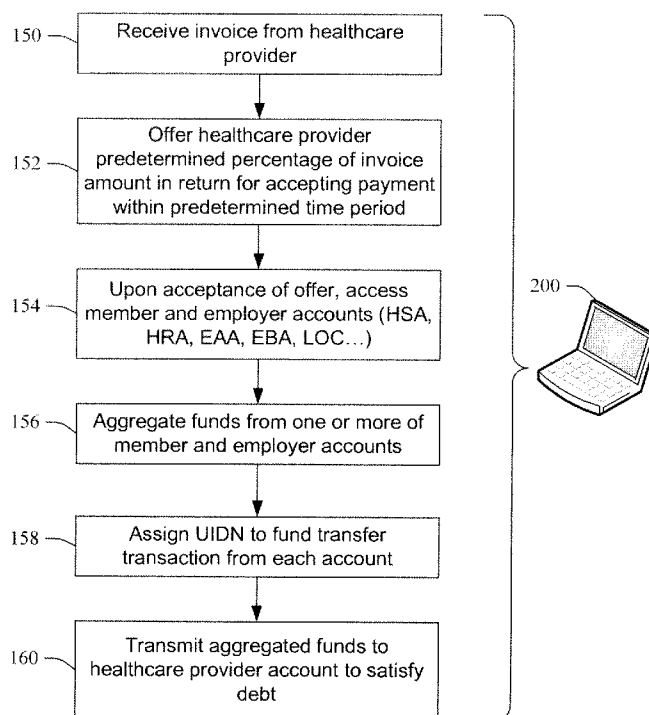 150
Receive invoice from healthcare
provider
152
Offer healthcare provider
predetermined percentage of invoice
amount in return for accepting payment
within predetermined time period
154
Upon acceptance of offer, access
member and employer accounts (HSA,
HRA, EAA, EBA, LOC…)
200
156
Aggregate funds from one or more of
member and employer accounts
158
Assign UIDN to fund transfer
transaction from each account
160
Transmit aggregated funds to
healthcare provider account to satisfy
debt